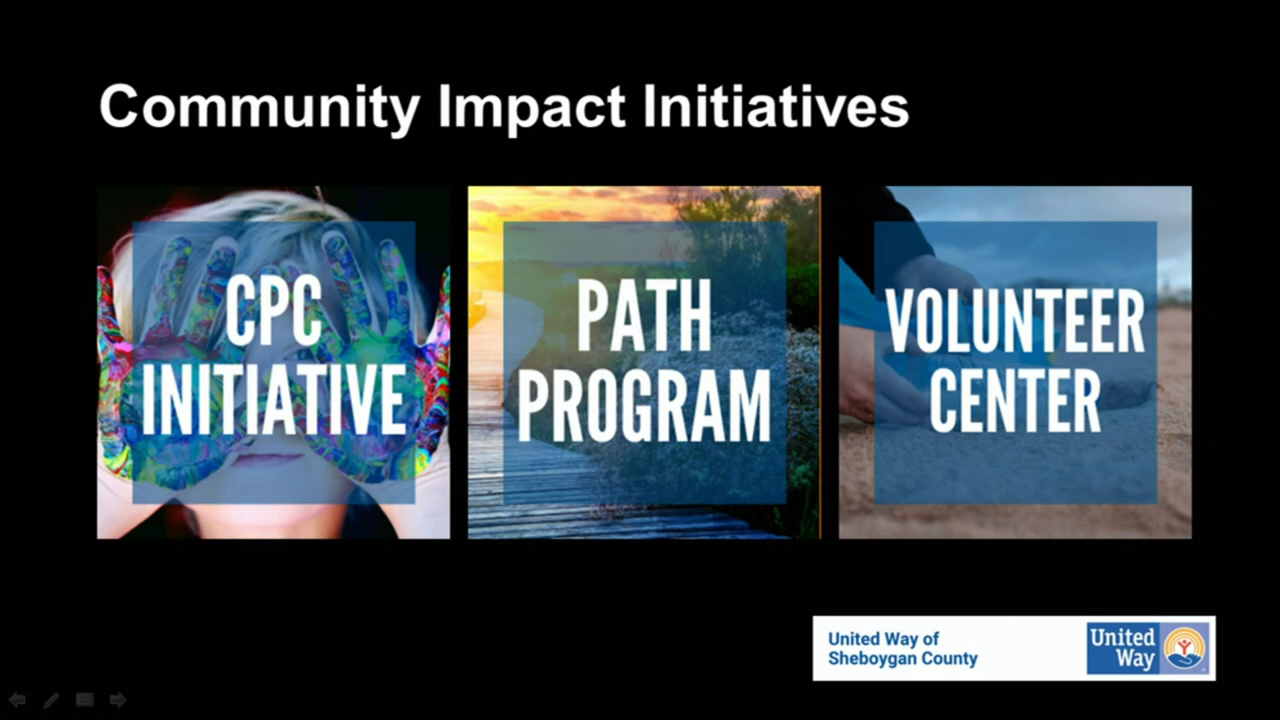 Community Impact Initiatives
CPC
INITIATIVE
PATH
PROGRAM
VOLUNTEER
CENTER
United Way of
Sheboygan County
United
Way